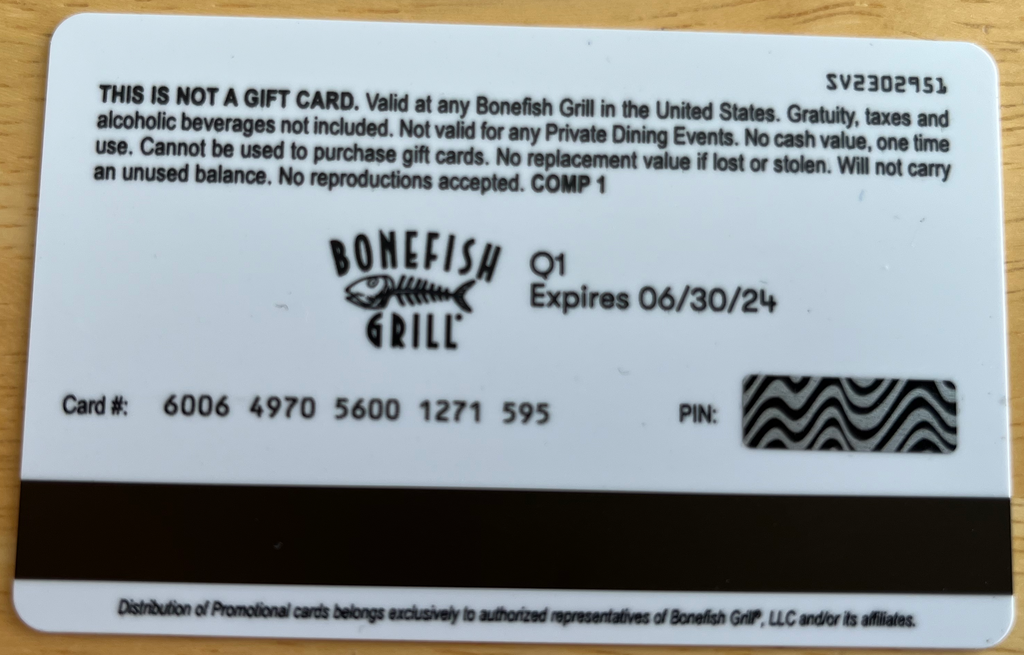 SV2302951
THIS IS NOT A GIFT CARD. Valid at any Bonefish Grill in the United States. Gratuity, taxes and
alcoholic beverages not included. Not valid for any Private Dining Events. No cash value, one time
use. Cannot be used to purchase gift cards. No replacement value if lost or stolen. Will not carry
an unused balance. No reproductions accepted. COMP 1
BONEFISH
GRILL
Q1
Expires 06/30/24
Card #: 6006 4970 5600 1271 595 PIN:
Distribution of Promotional cards belongs exclusively to authorized representatives of Bonefish Grill®, LLC and/or its affiliates.